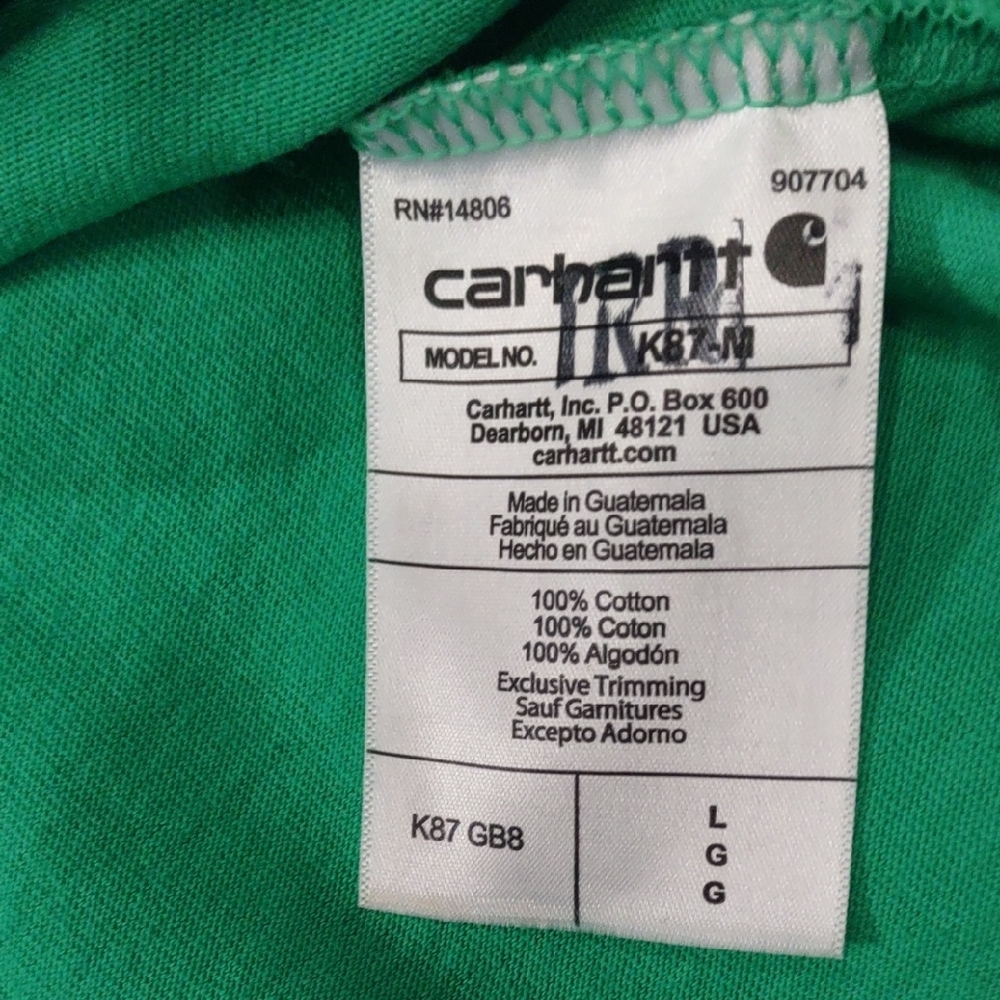 RN#14806
907704
carhartt
IRR
MODEL NO. K87-M
Carhartt, Inc. P.O. Box 600
Dearborn, MI 48121 USA
carhartt.com
Made in Guatemala
Fabriqué au Guatemala
Hecho en Guatemala
100% Cotton
100% Coton
100% Algodón
Exclusive Trimming
Sauf Garnitures
Excepto Adorno
K87 GB8
L
G
G